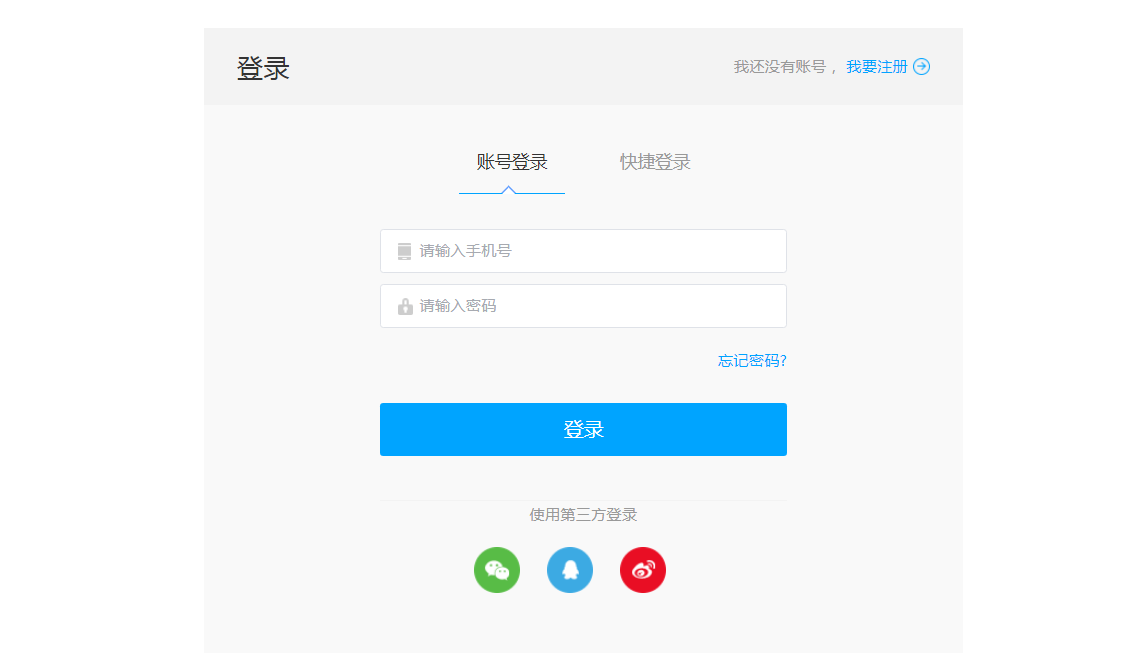 登录
我还没有账号， 我要注册
账号登录 快捷登录
请输入手机号
请输入密码
忘记密码?
登录
使用第三方登录